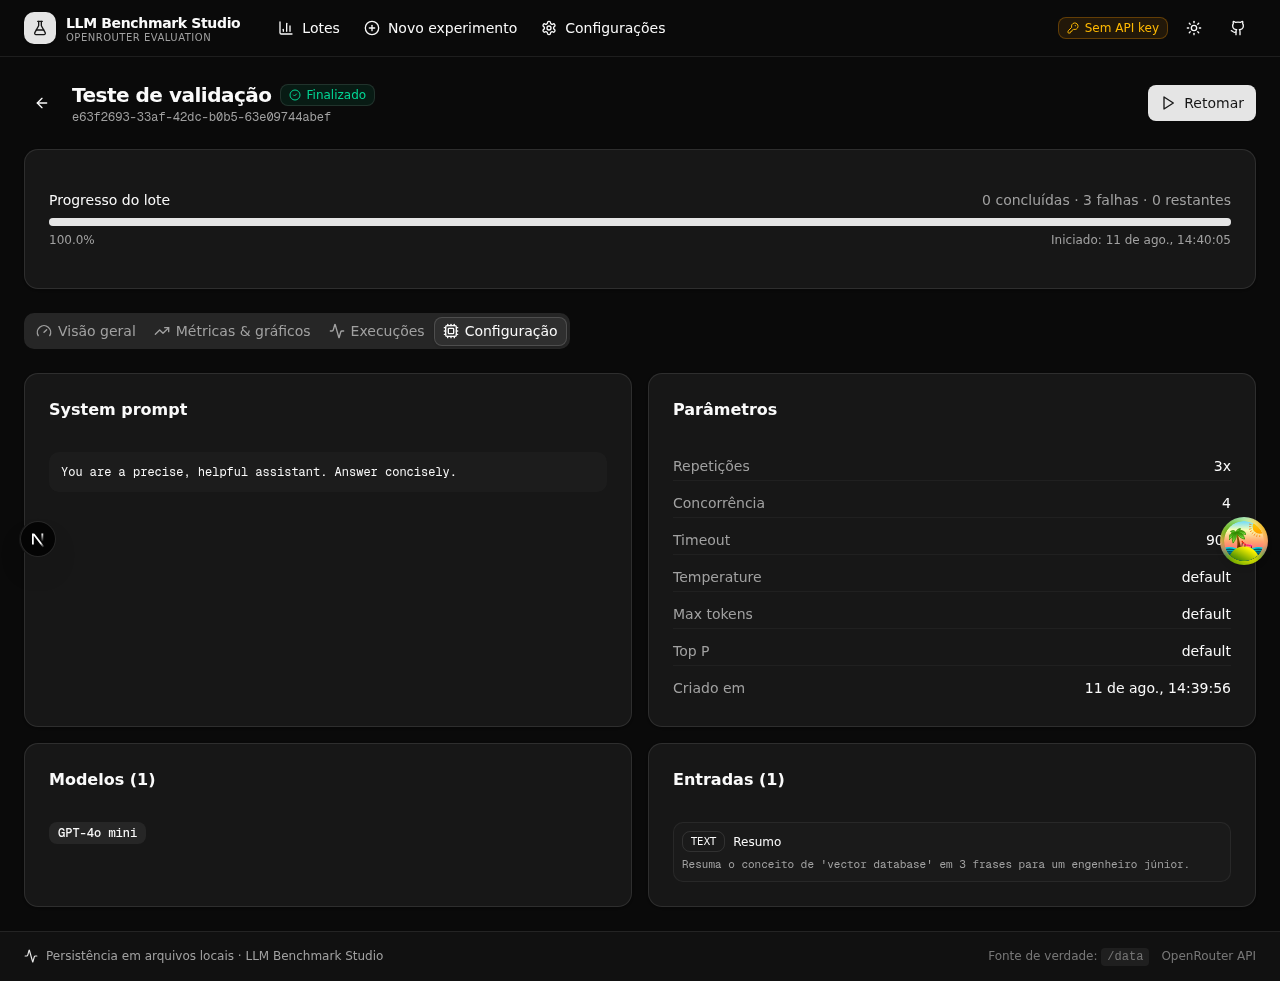 LLM Benchmark Studio
OPENROUTER EVALUATION
Lotes
Novo experimento
Configurações
Sem API key
Teste de validação
Finalizado
e63f2693-33af-42dc-b0b5-63e09744abef
Retomar
Progresso do lote
0 concluídas · 3 falhas · 0 restantes
100.0%
Iniciado: 11 de ago., 14:40:05
Visão geral
Métricas & gráficos
Execuções
Configuração
System prompt
You are a precise, helpful assistant. Answer concisely.
Parâmetros
Repetições 3x
Concorrência 4
Timeout
Temperature default
Max tokens default
Top P default
Criado em 11 de ago., 14:39:56
Modelos (1)
GPT-4o mini
Entradas (1)
TEXT Resumo
Resuma o conceito de 'vector database' em 3 frases para um engenheiro júnior.
Persistência em arquivos locais · LLM Benchmark Studio
Fonte de verdade: /data OpenRouter API